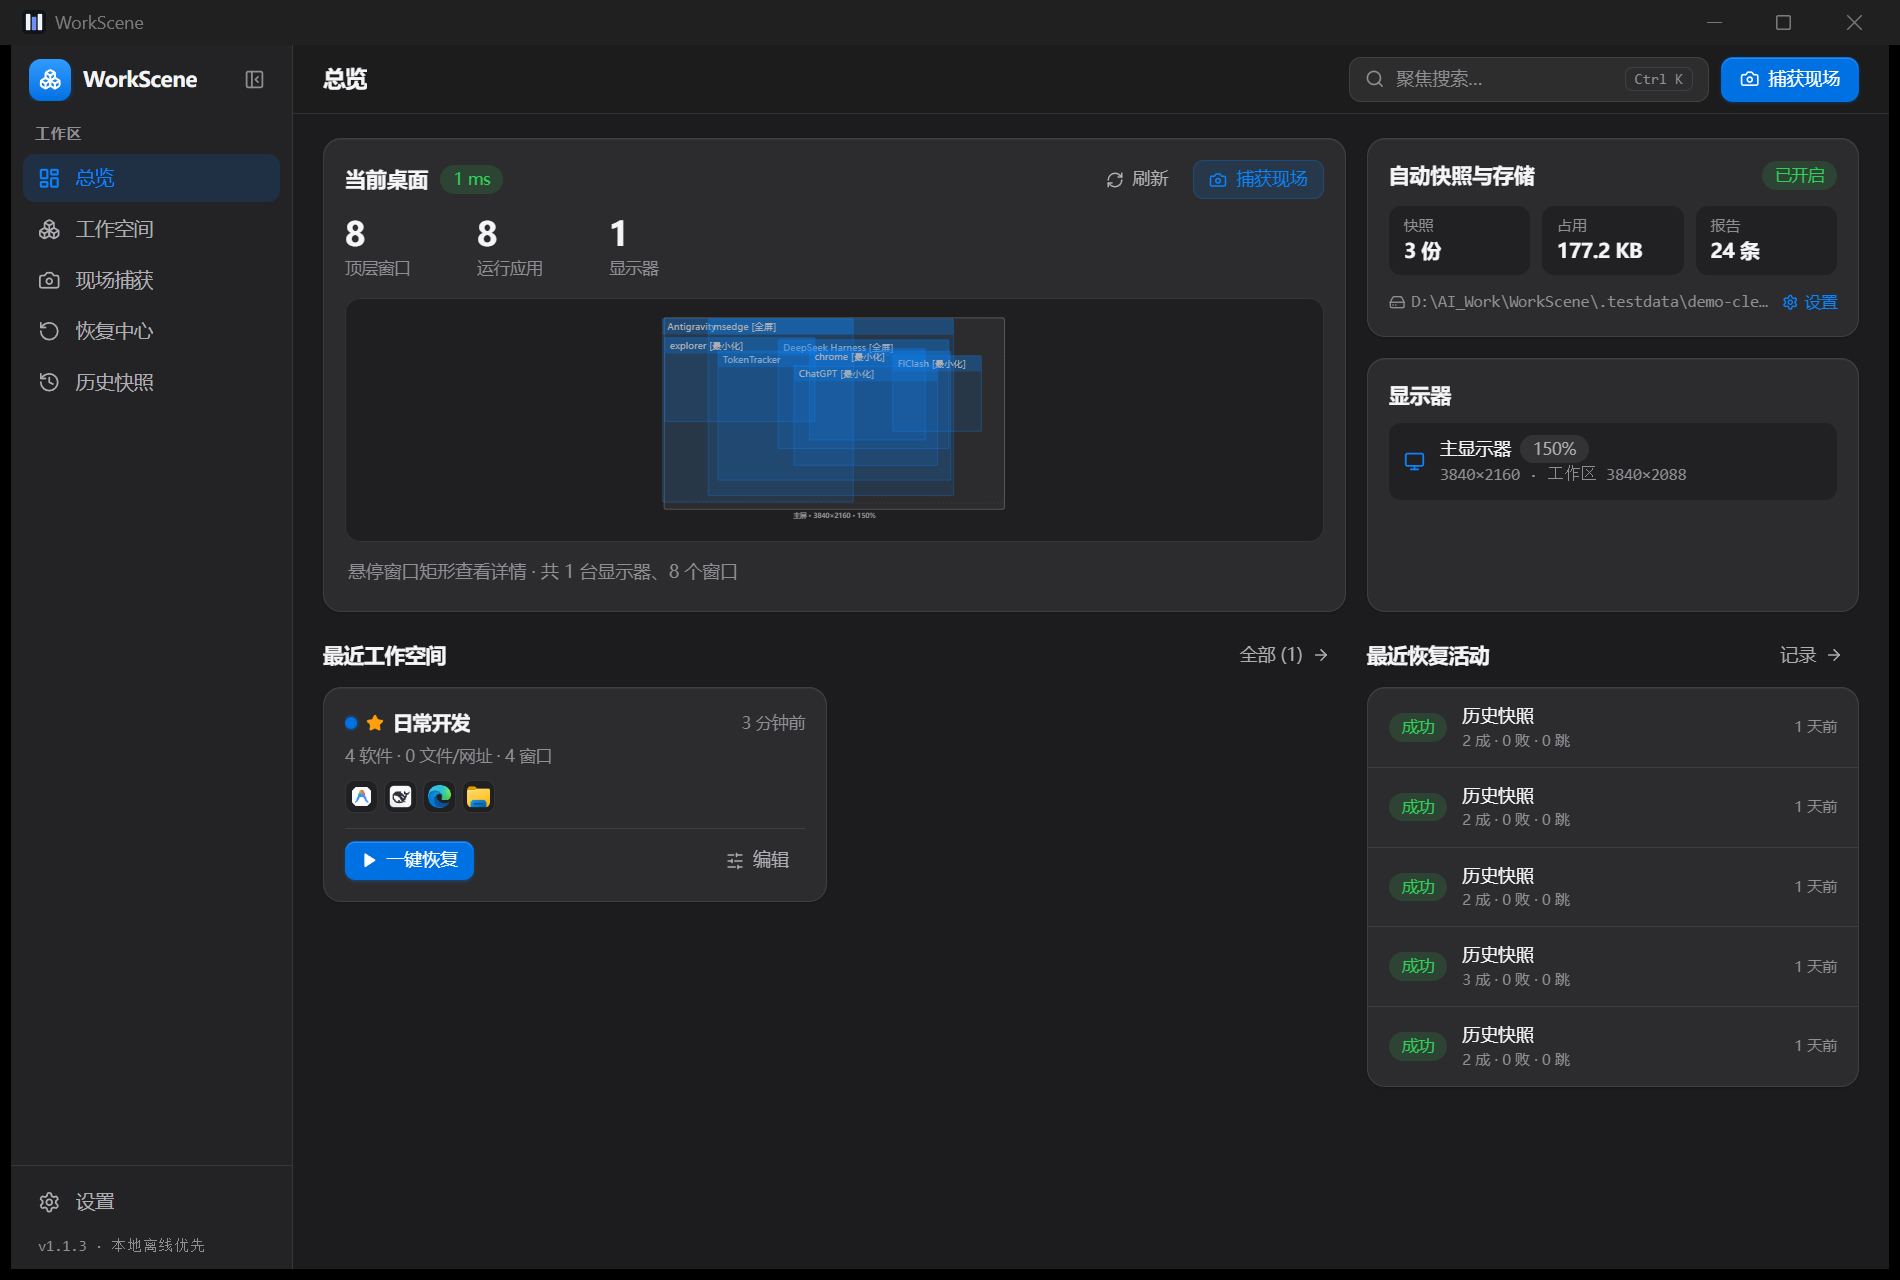 WorkScene
WorkScene
工作区
总览
工作空间
现场捕获
恢复中心
历史快照
设置
v1.1.3 · 本地离线优先
总览
聚焦搜索...
Ctrl K
捕获现场
当前桌面
1 ms
刷新
捕获现场
8
顶层窗口
8
运行应用
1
显示器
Antigravity
msedge [全屏]
explorer [最小化]
DeepSeek Harness [全屏]
TokenTracker
chrome [最小化]
FlClash [最小化]
ChatGPT [最小化]
主屏 • 3840×2160 • 150%
悬停窗口矩形查看详情 · 共 1 台显示器、8 个窗口
自动快照与存储
已开启
快照
3 份
占用
177.2 KB
报告
24 条
D:\AI_Work\WorkScene\.testdata\demo-cle...
设置
显示器
主显示器
150%
3840×2160 · 工作区 3840×2088
最近工作空间
全部 (1)
日常开发
3 分钟前
4 软件 · 0 文件/网址 · 4 窗口
一键恢复
编辑
最近恢复活动
记录
成功
历史快照
2 成 · 0 败 · 0 跳
1 天前
成功
历史快照
2 成 · 0 败 · 0 跳
1 天前
成功
历史快照
2 成 · 0 败 · 0 跳
1 天前
成功
历史快照
3 成 · 0 败 · 0 跳
1 天前
成功
历史快照
2 成 · 0 败 · 0 跳
1 天前